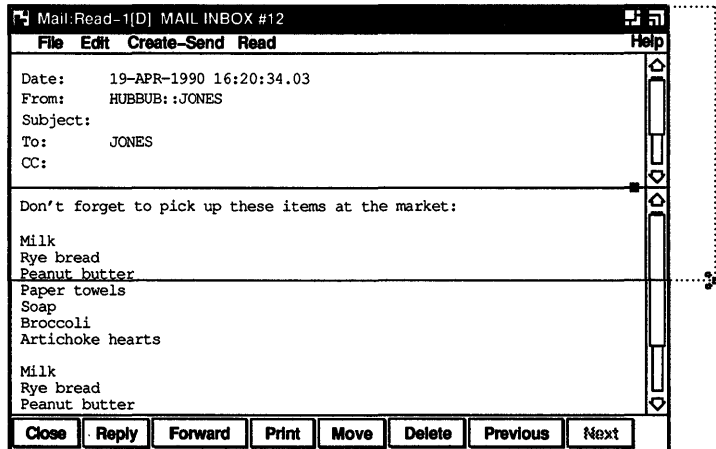 Mail:Read-1[D] MAIL INBOX #12
File Edit Create-Send Read Help
Date: 19-APR-1990 16:20:34.03
From: HUBBUB::JONES
Subject:
To: JONES
CC:
Don't forget to pick up these items at the market:
Milk
Rye bread
Peanut butter
Paper towels
Soap
Broccoli
Artichoke hearts
Milk
Rye bread
Peanut butter
Close Reply Forward Print Move Delete Previous Next